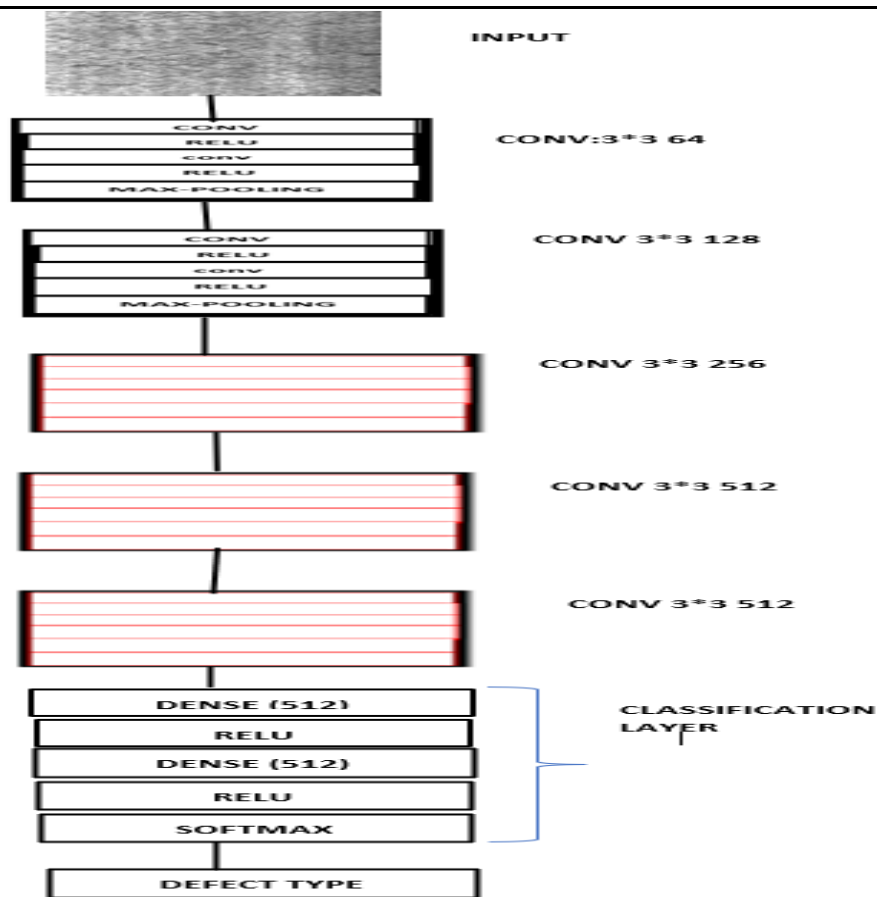 INPUT
CONV
RELU
conv
RELU
MAX-POOLING
CONV:3*3 64
CONV
RELU
conv
RELU
MAX-POOLING
CONV 3*3 128
CONV 3*3 256
CONV 3*3 512
CONV 3*3 512
DENSE (512)
RELU
DENSE (512)
RELU
SOFTMAX
CLASSIFICATION
LAYER
DEFECT TYPE